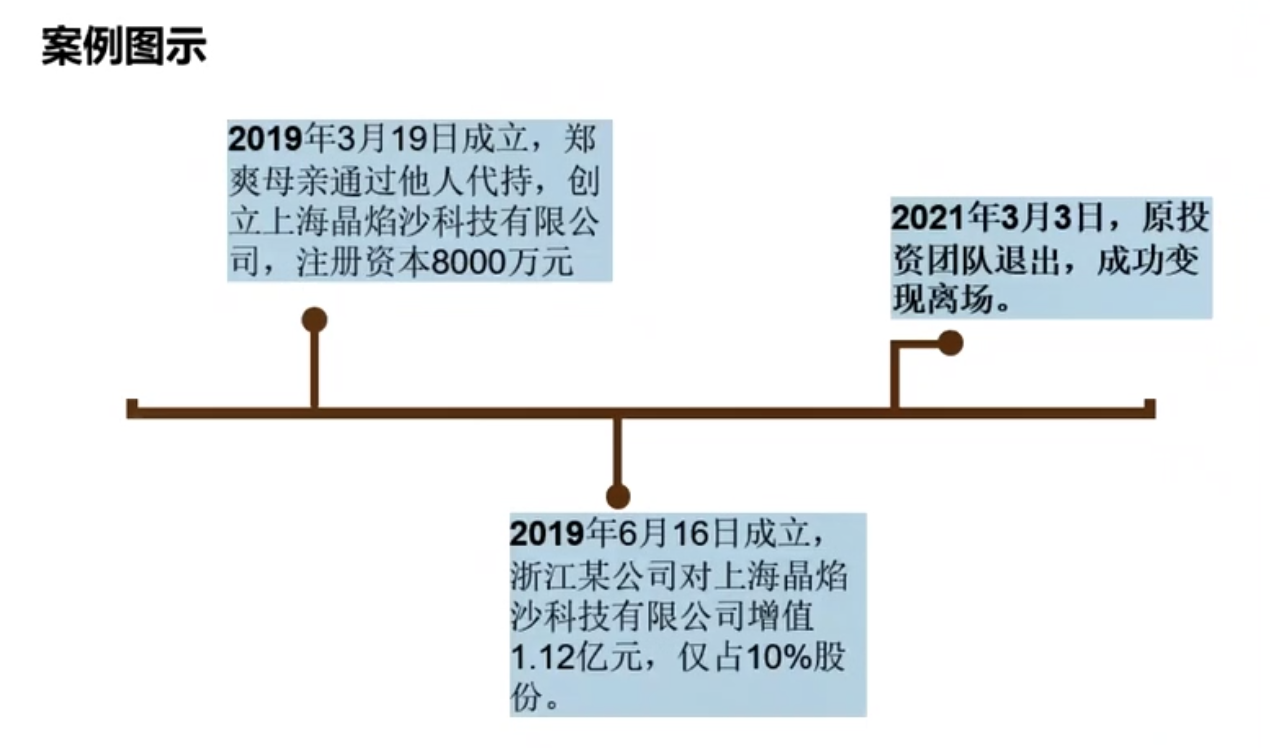 案例图示
2019年3月19日成立，郑
爽母亲通过他人代持，创
立上海晶焰沙科技有限公
司，注册资本8000万元
2021年3月3日，原投
资团队退出，成功变
现离场。
2019年6月16日成立，
浙江某公司对上海晶焰
沙科技有限公司增值
1.12亿元，仅占10%股
份。